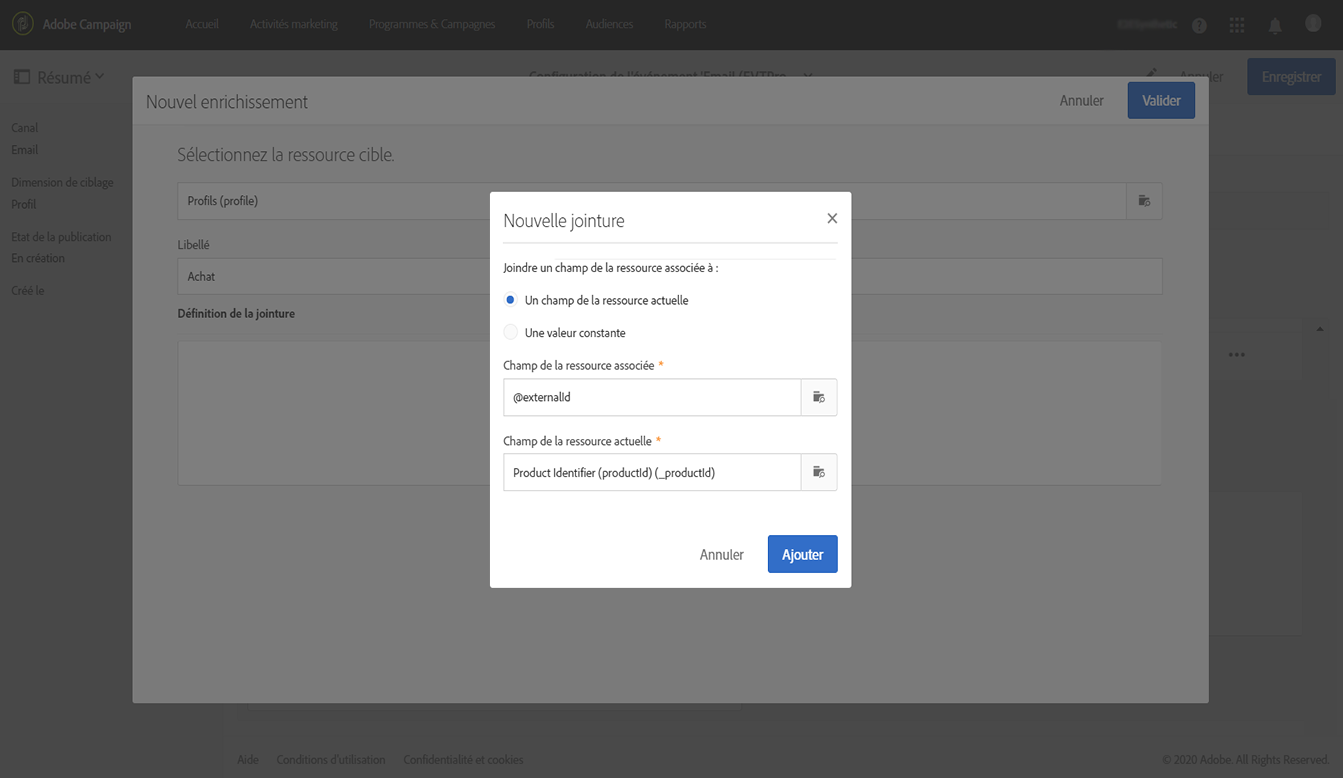 Adobe Campaign
Accueil
Activités marketing
Programmes & Campagnes
Profils
Audiences
Rapports
Résumé
Configuration de l'événement 'Email (EVTPro...
Annuler
Enregistrer
Canal
Email
Dimension de ciblage
Profil
Etat de la publication
En création
Créé le
Nouvel enrichissement
Annuler
Valider
Sélectionnez la ressource cible.
Profils (profile)
Libellé
Achat
Définition de la jointure
Nouvelle jointure
Joindre un champ de la ressource associée à :
Un champ de la ressource actuelle
Une valeur constante
Champ de la ressource associée *
@externalId
Champ de la ressource actuelle *
Product Identifier (productId) (_productId)
Annuler
Ajouter
Aide
Conditions d'utilisation
Confidentialité et cookies
© 2020 Adobe. All Rights Reserved.